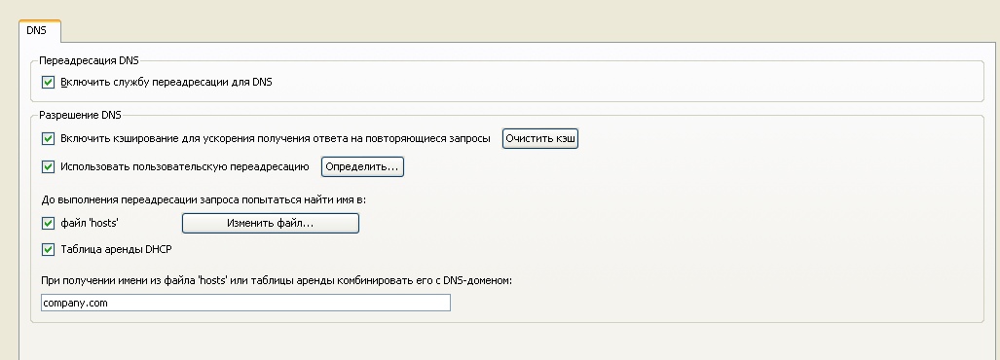 DNS
Переадресация DNS
Включить службу переадресации для DNS
Разрешение DNS
Включить кэширование для ускорения получения ответа на повторяющиеся запросы Очистить кэш
Использовать пользовательскую переадресацию Определить...
До выполнения переадресации запроса попытаться найти имя в:
файл 'hosts' Изменить файл...
Таблица аренды DHCP
При получении имени из файла 'hosts' или таблицы аренды комбинировать его с DNS-доменом:
company.com